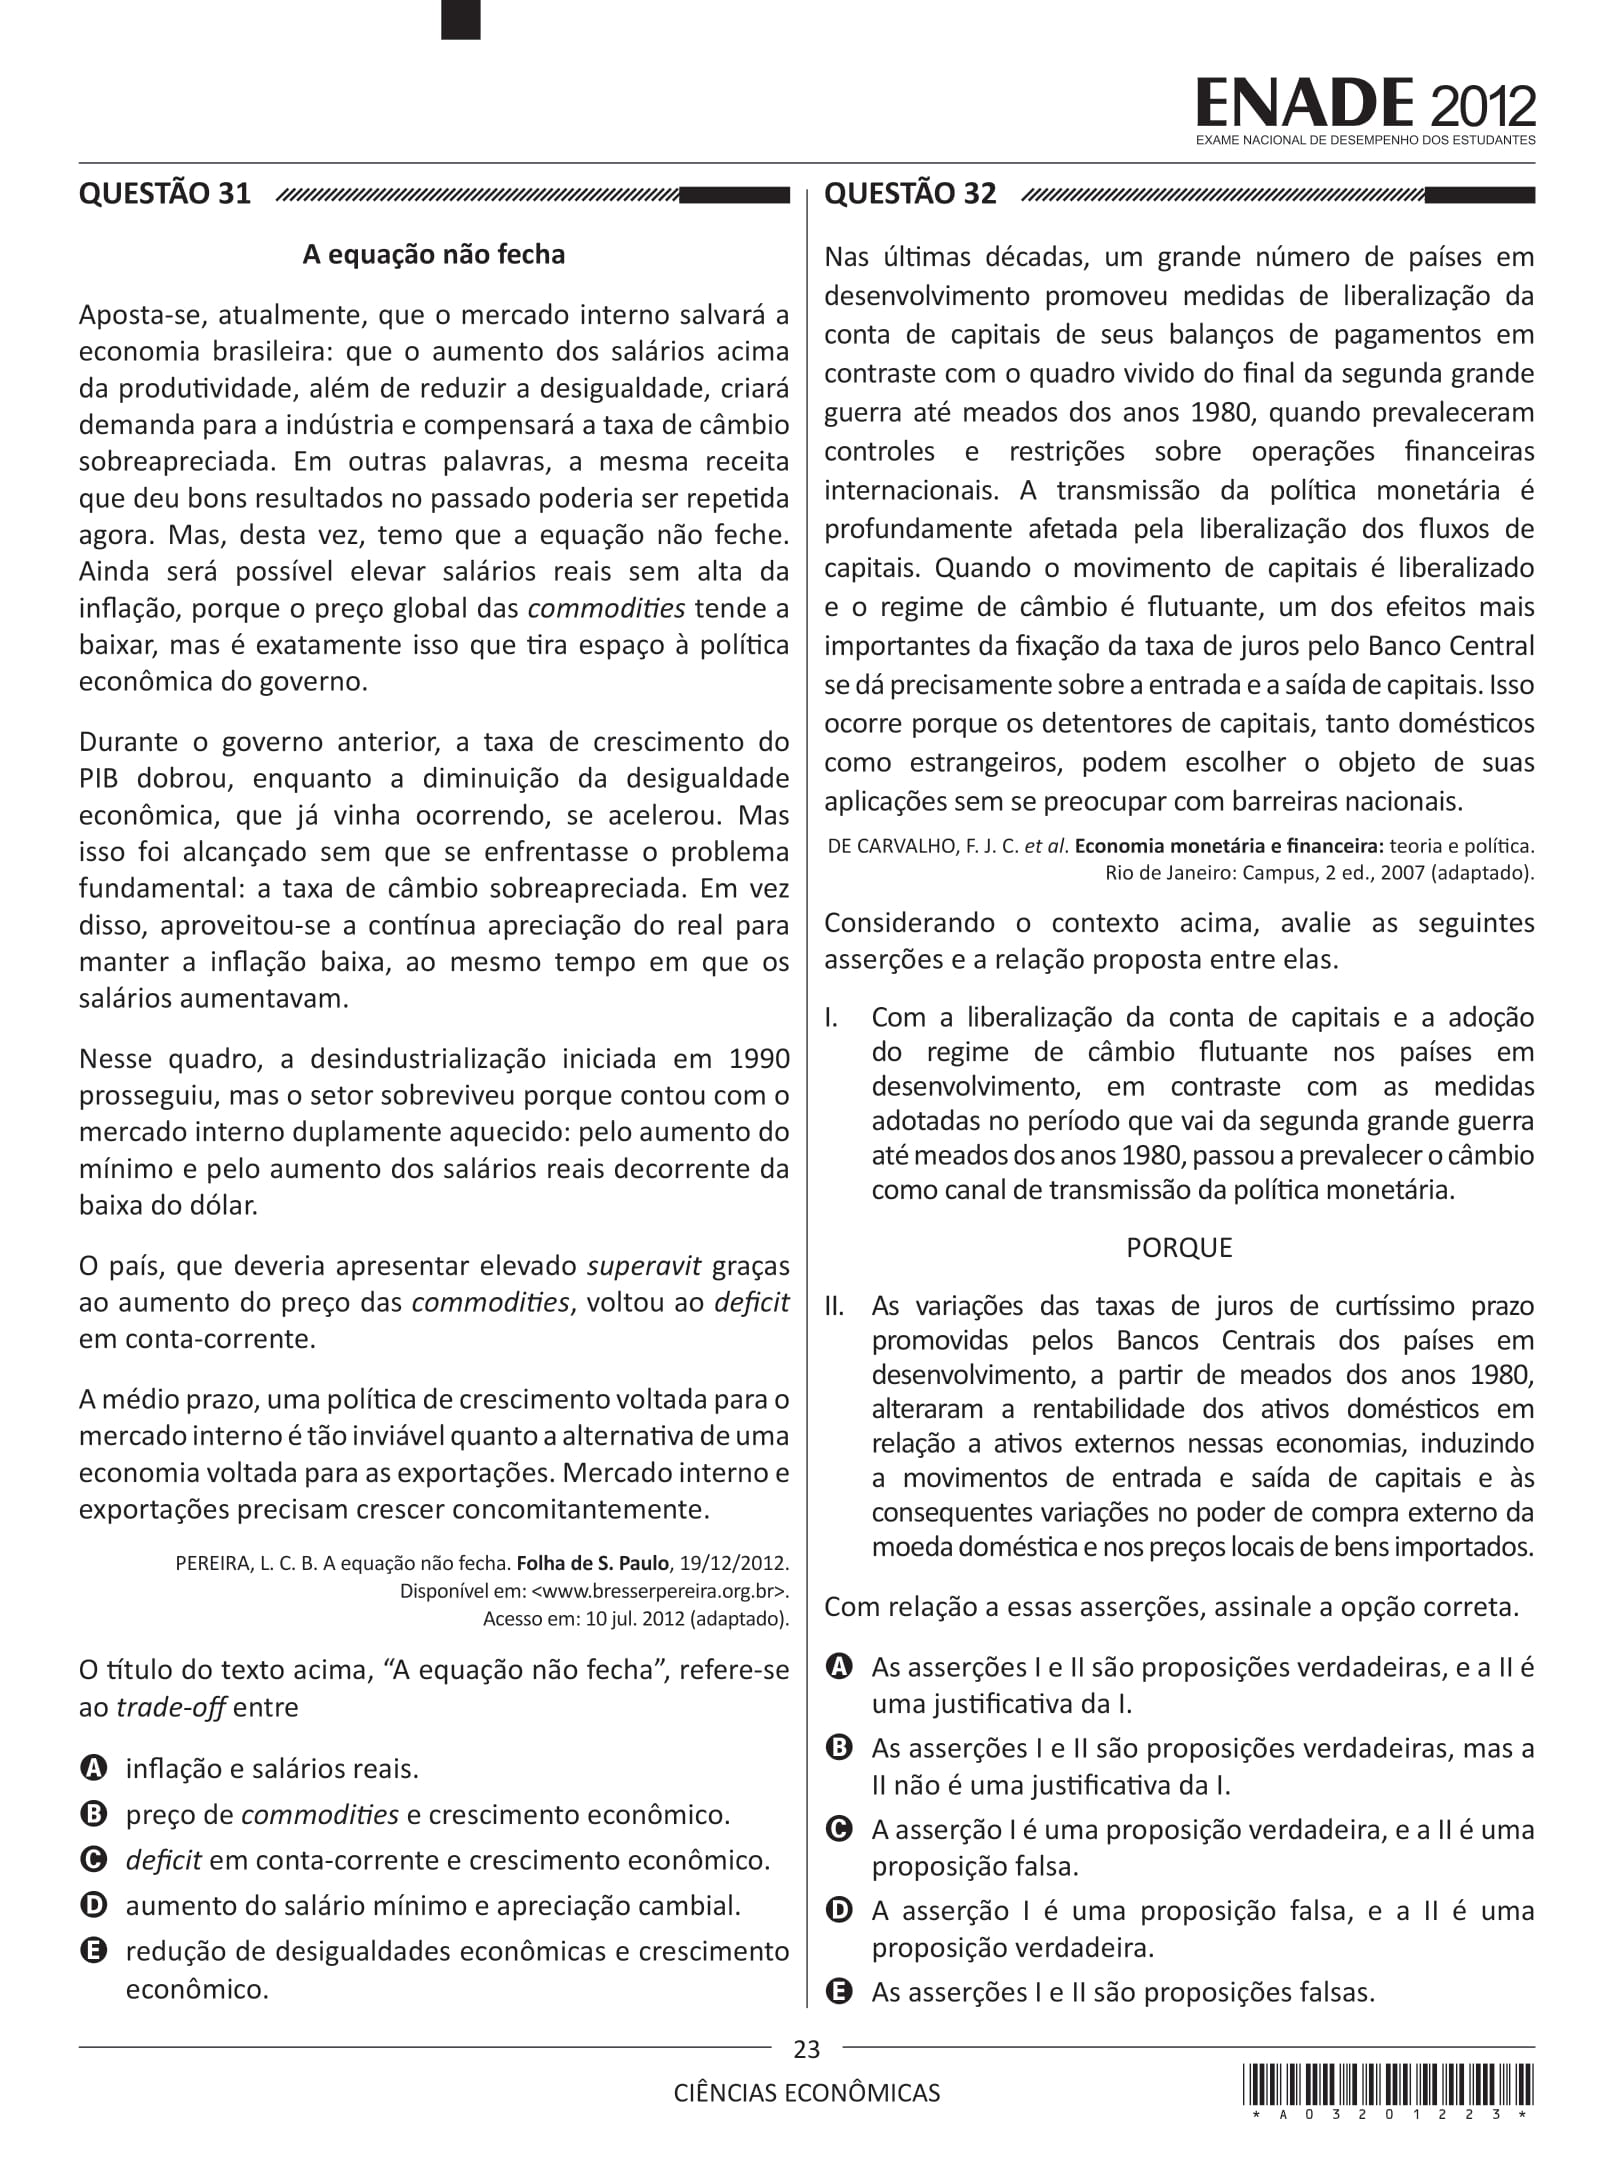 ENADE 2012
EXAME NACIONAL DE DESEMPENHO DOS ESTUDANTES
QUESTÃO 31
A equação não fecha
Aposta-se, atualmente, que o mercado interno salvará a
economia brasileira: que o aumento dos salários acima
da produtividade, além de reduzir a desigualdade, criará
demanda para a indústria e compensará a taxa de câmbio
sobreapreciada. Em outras palavras, a mesma receita
que deu bons resultados no passado poderia ser repetida
agora. Mas, desta vez, temo que a equação não feche.
Ainda será possível elevar salários reais sem alta da
inflação, porque o preço global das commodities tende a
baixar, mas é exatamente isso que tira espaço à política
econômica do governo.
Durante o governo anterior, a taxa de crescimento do
PIB dobrou, enquanto a diminuição da desigualdade
econômica, que já vinha ocorrendo, se acelerou. Mas
isso foi alcançado sem que se enfrentasse o problema
fundamental: a taxa de câmbio sobreapreciada. Em vez
disso, aproveitou-se a contínua apreciação do real para
manter a inflação baixa, ao mesmo tempo em que os
salários aumentavam.
Nesse quadro, a desindustrialização iniciada em 1990
prosseguiu, mas o setor sobreviveu porque contou com o
mercado interno duplamente aquecido: pelo aumento do
mínimo e pelo aumento dos salários reais decorrente da
baixa do dólar.
O país, que deveria apresentar elevado superavit graças
ao aumento do preço das commodities, voltou ao deficit
em conta-corrente.
A médio prazo, uma política de crescimento voltada para o
mercado interno é tão inviável quanto a alternativa de uma
economia voltada para as exportações. Mercado interno e
exportações precisam crescer concomitantemente.
PEREIRA, L. C. B. A equação não fecha. Folha de S. Paulo, 19/12/2012.
Disponível em: <www.bresserpereira.org.br>.
Acesso em: 10 jul. 2012 (adaptado).
O título do texto acima, “A equação não fecha”, refere-se
ao trade-off entre
A inflação e salários reais.
B preço de commodities e crescimento econômico.
C deficit em conta-corrente e crescimento econômico.
D aumento do salário mínimo e apreciação cambial.
E redução de desigualdades econômicas e crescimento
econômico.
QUESTÃO 32
Nas últimas décadas, um grande número de países em
desenvolvimento promoveu medidas de liberalização da
conta de capitais de seus balanços de pagamentos em
contraste com o quadro vivido do final da segunda grande
guerra até meados dos anos 1980, quando prevaleceram
controles e restrições sobre operações financeiras
internacionais. A transmissão da política monetária é
profundamente afetada pela liberalização dos fluxos de
capitais. Quando o movimento de capitais é liberalizado
e o regime de câmbio é flutuante, um dos efeitos mais
importantes da fixação da taxa de juros pelo Banco Central
se dá precisamente sobre a entrada e a saída de capitais. Isso
ocorre porque os detentores de capitais, tanto domésticos
como estrangeiros, podem escolher o objeto de suas
aplicações sem se preocupar com barreiras nacionais.
DE CARVALHO, F. J. C. et al. Economia monetária e financeira: teoria e política.
Rio de Janeiro: Campus, 2 ed., 2007 (adaptado).
Considerando o contexto acima, avalie as seguintes
asserções e a relação proposta entre elas.
I. Com a liberalização da conta de capitais e a adoção
do regime de câmbio flutuante nos países em
desenvolvimento, em contraste com as medidas
adotadas no período que vai da segunda grande guerra
até meados dos anos 1980, passou a prevalecer o câmbio
como canal de transmissão da política monetária.
PORQUE
II. As variações das taxas de juros de curtíssimo prazo
promovidas pelos Bancos Centrais dos países em
desenvolvimento, a partir de meados dos anos 1980,
alteraram a rentabilidade dos ativos domésticos em
relação a ativos externos nessas economias, induzindo
a movimentos de entrada e saída de capitais e às
consequentes variações no poder de compra externo da
moeda doméstica e nos preços locais de bens importados.
Com relação a essas asserções, assinale a opção correta.
A As asserções I e II são proposições verdadeiras, e a II é
uma justificativa da I.
B As asserções I e II são proposições verdadeiras, mas a
II não é uma justificativa da I.
C A asserção I é uma proposição verdadeira, e a II é uma
proposição falsa.
D A asserção I é uma proposição falsa, e a II é uma
proposição verdadeira.
E As asserções I e II são proposições falsas.
23
CIÊNCIAS ECONÔMICAS
* A 0 3 2 0 1 2 2 3 *